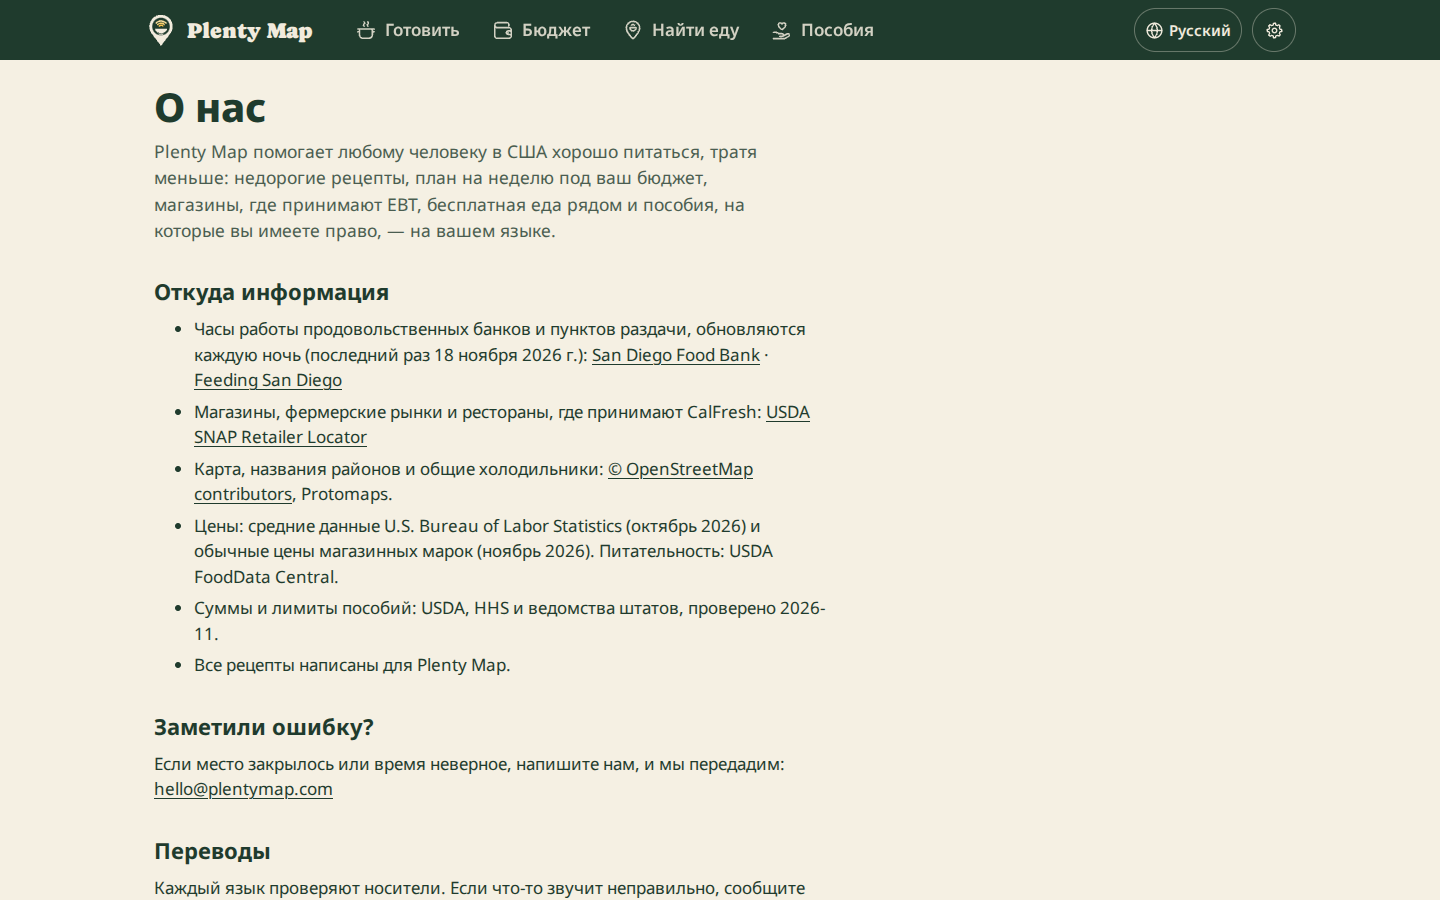 Plenty Map
Готовить
Бюджет
Найти еду
Пособия
Русский
О нас
Plenty Map помогает любому человеку в США хорошо питаться, тратя
меньше: недорогие рецепты, план на неделю под ваш бюджет,
магазины, где принимают EBT, бесплатная еда рядом и пособия, на
которые вы имеете право, — на вашем языке.
Откуда информация
• Часы работы продовольственных банков и пунктов раздачи, обновляются
каждую ночь (последний раз 18 ноября 2026 г.): San Diego Food Bank ·
Feeding San Diego
• Магазины, фермерские рынки и рестораны, где принимают CalFresh: USDA
SNAP Retailer Locator
• Карта, названия районов и общие холодильники: © OpenStreetMap
contributors, Protomaps.
• Цены: средние данные U.S. Bureau of Labor Statistics (октябрь 2026) и
обычные цены магазинных марок (ноябрь 2026). Питательность: USDA
FoodData Central.
• Суммы и лимиты пособий: USDA, HHS и ведомства штатов, проверено 2026-
11.
• Все рецепты написаны для Plenty Map.
Заметили ошибку?
Если место закрылось или время неверное, напишите нам, и мы передадим:
hello@plentymap.com
Переводы
Каждый язык проверяют носители. Если что-то звучит неправильно, сообщите